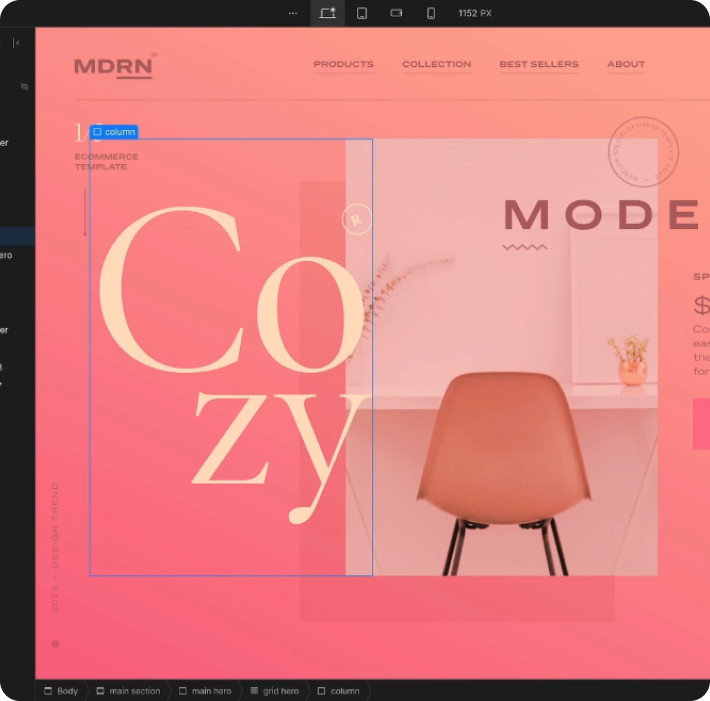 1152 PX
MDRN
PRODUCTS
COLLECTION
BEST SELLERS
ABOUT
column
ECOMMERCE
TEMPLATE
er
Co
R
zy
MODE
ero
SP
$
Co
eas
the
for
er
2019 — DESIGN TREND
Body
main section
main hero
grid hero
column